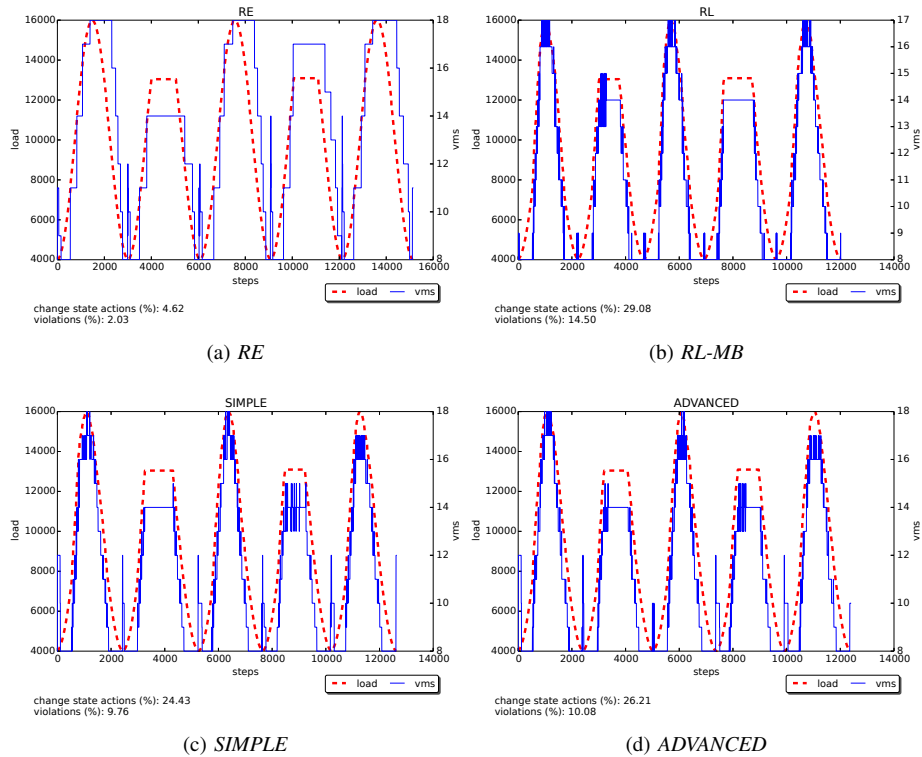 RE
16000
14000
12000
10000
8000
6000
4000
load
18
16
14
12
10
8
vms
0 2000 4000 6000 8000 10000 12000 14000 16000
steps
load vms
change state actions (%): 4.62
violations (%): 2.03
(a) RE
RL
16000
14000
12000
10000
8000
6000
4000
load
17
16
15
14
13
12
11
10
9
8
vms
0 2000 4000 6000 8000 10000 12000 14000
steps
load vms
change state actions (%): 29.08
violations (%): 14.50
(b) RL-MB
SIMPLE
16000
14000
12000
10000
8000
6000
4000
load
18
16
14
12
10
8
vms
0 2000 4000 6000 8000 10000 12000 14000
steps
load vms
change state actions (%): 24.43
violations (%): 9.76
(c) SIMPLE
ADVANCED
16000
14000
12000
10000
8000
6000
4000
load
18
16
14
12
10
8
vms
0 2000 4000 6000 8000 10000 12000 14000
steps
load vms
change state actions (%): 26.21
violations (%): 10.08
(d) ADVANCED